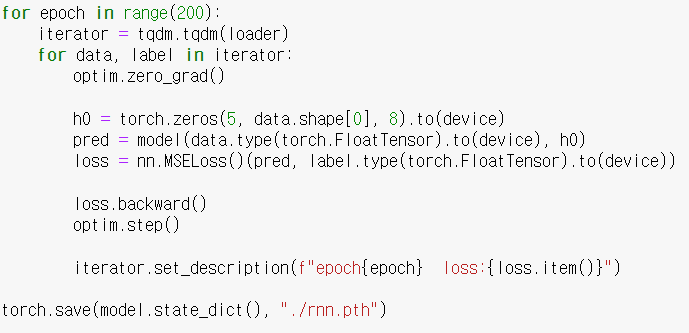 for epoch in range(200):
    iterator = tqdm.tqdm(loader)
    for data, label in iterator:
        optim.zero_grad()

        h0 = torch.zeros(5, data.shape[0], 8).to(device)
        pred = model(data.type(torch.FloatTensor).to(device), h0)
        loss = nn.MSELoss()(pred, label.type(torch.FloatTensor).to(device))

        loss.backward()
        optim.step()

        iterator.set_description(f"epoch{epoch}  loss:{loss.item()}")

torch.save(model.state_dict(), "./rnn.pth")